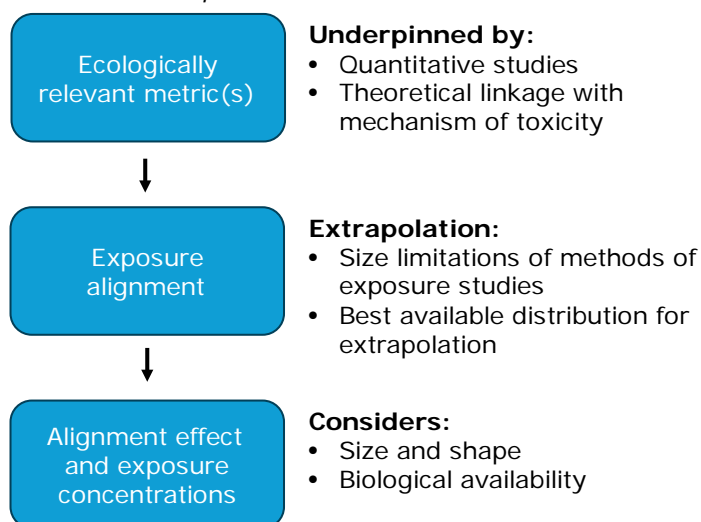 Underpinned by:
Ecologically
relevant metric(s)
• Quantitative studies
• Theoretical linkage with
mechanism of toxicity
Extrapolation:
Exposure
alignment
• Size limitations of methods of
exposure studies
• Best available distribution for
extrapolation
Considers:
Alignment effect
and exposure
concentrations
• Size and shape
• Biological availability